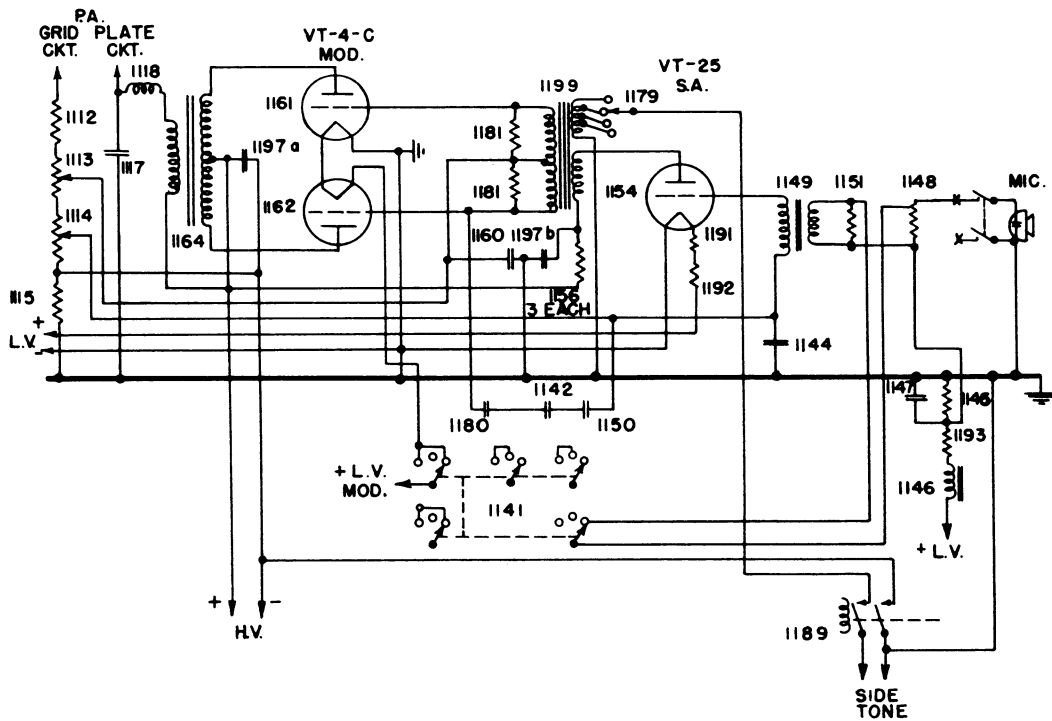 P.A.
GRID PLATE
CKT. CKT.
1118
VT-4-C
MOD.
VT-25
S.A.
1112
1161
1199
1179
1113
1117
1197a
1181
1181
1114
1162
1154
1149
1151
1148
MIC.
1164
1160
1197b
1191
1192
1115
1156
3 EACH
+
L.V.
-
1144
1142
1180
1150
1147
1145
1193
+ L.V.
MOD.
1141
1146
+ L.V.
+
-
H.V.
1189
SIDE
TONE